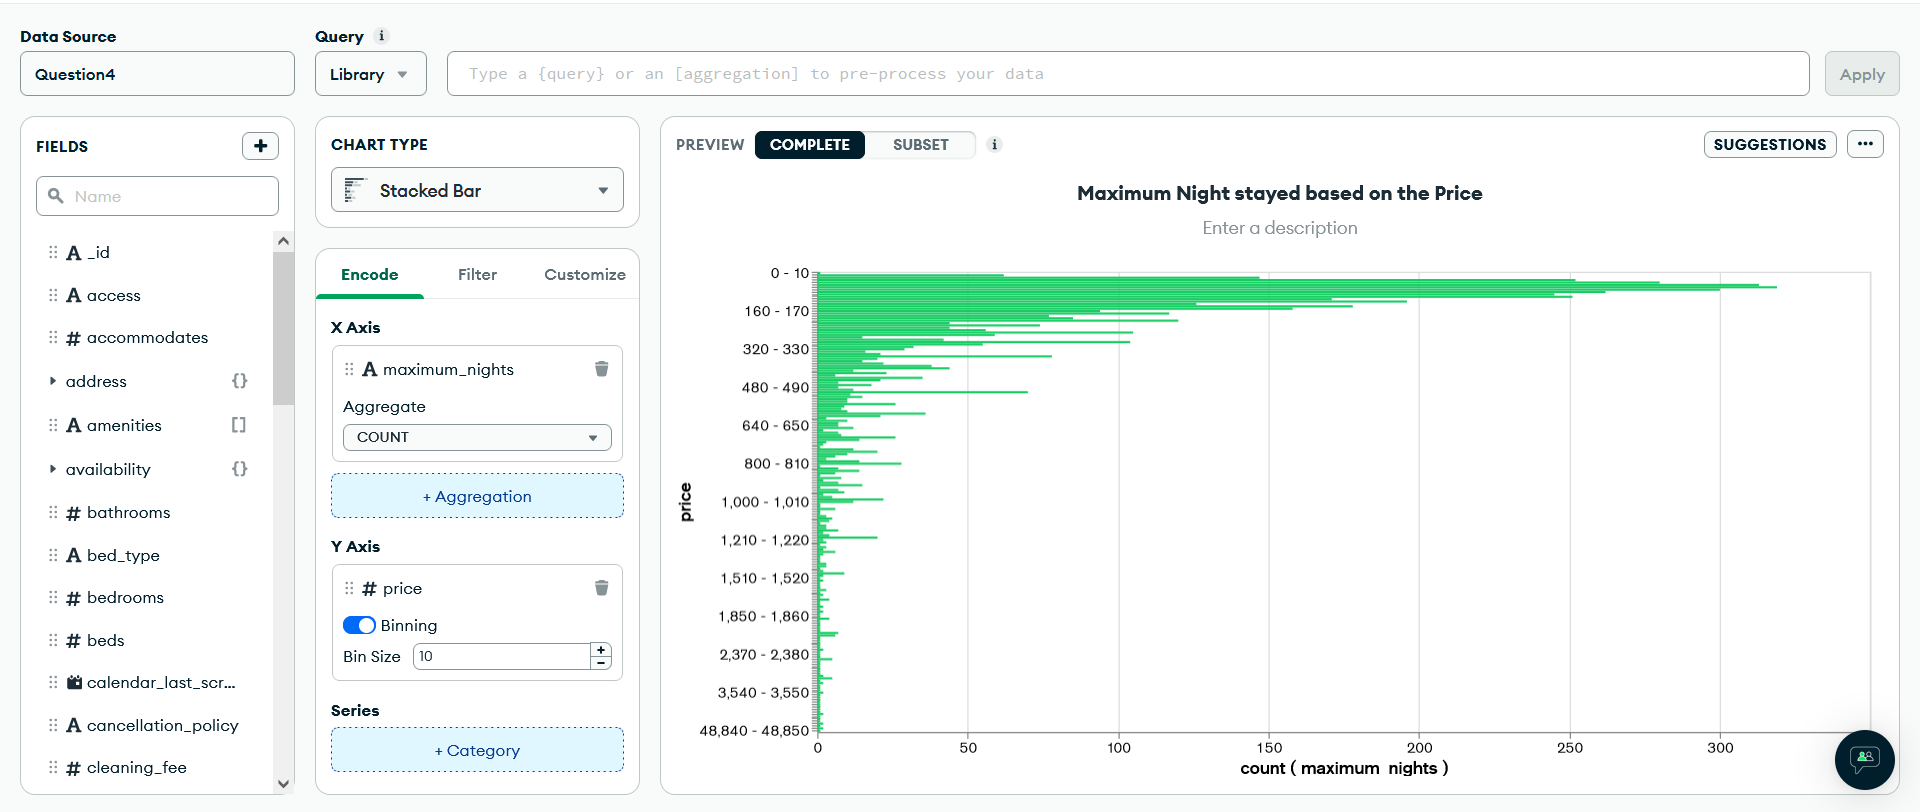 Data Source
Question4
Query i
Library
Type a {query} or an [aggregation] to pre-process your data
Apply
FIELDS
+
Name
A _id
A access
# accommodates
address {}
A amenities []
availability {}
# bathrooms
A bed_type
# bedrooms
# beds
calendar_last_scr...
A cancellation_policy
# cleaning_fee
CHART TYPE
Stacked Bar
Encode Filter Customize
X Axis
A maximum_nights
Aggregate
COUNT
+ Aggregation
Y Axis
# price
Binning
Bin Size 10 + −
Series
+ Category
PREVIEW COMPLETE SUBSET i
SUGGESTIONS ...
Maximum Night stayed based on the Price
Enter a description
price
0 - 10
160 - 170
320 - 330
480 - 490
640 - 650
800 - 810
1,000 - 1,010
1,210 - 1,220
1,510 - 1,520
1,850 - 1,860
2,370 - 2,380
3,540 - 3,550
48,840 - 48,850
0 50 100 150 200 250 300
count ( maximum_nights )